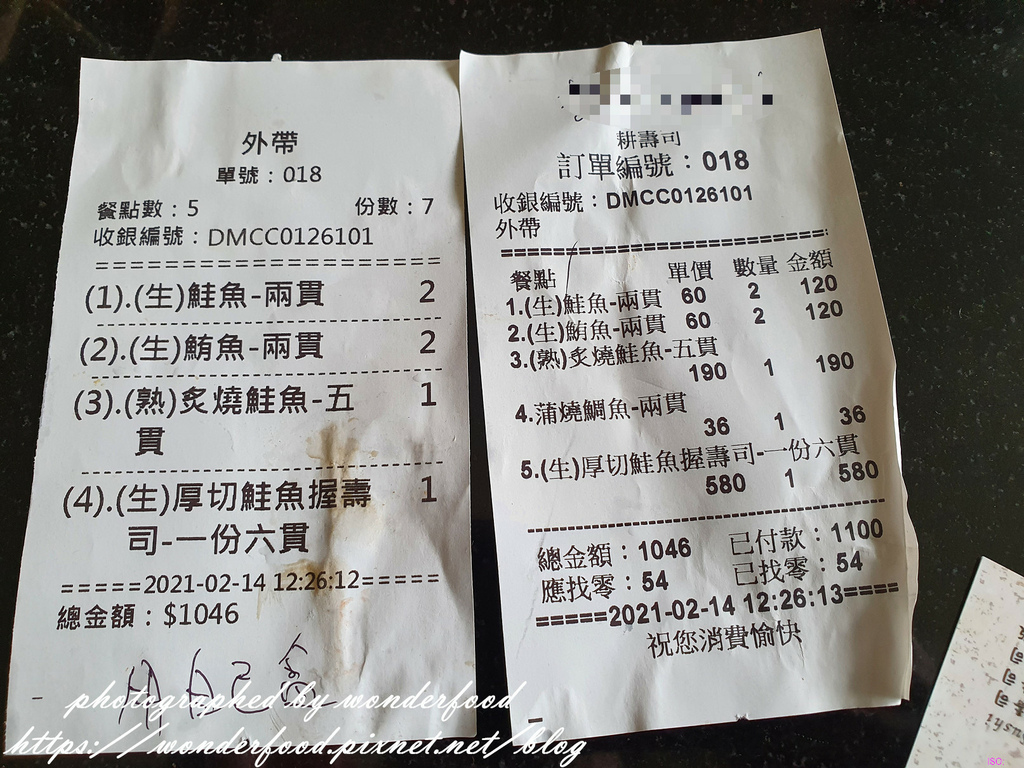 外帶
單號：018
餐點數：5 份數：7
收銀編號：DMCC0126101
====================
(1).(生)鮭魚-兩貫 2
(2).(生)鮪魚-兩貫 2
(3).(熟)炙燒鮭魚-五 1
貫
(4).(生)厚切鮭魚握壽 1
司-一份六貫
=====2021-02-14 12:26:12=====
總金額：$1046
耕壽司
訂單編號：018
收銀編號：DMCC0126101
外帶
餐點 單價 數量 金額
1.(生)鮭魚-兩貫 60 2 120
2.(生)鮪魚-兩貫 60 2 120
3.(熟)炙燒鮭魚-五貫
190 1 190
4.蒲燒鯛魚-兩貫
36 1 36
5.(生)厚切鮭魚握壽司-一份六貫
580 1 580
總金額：1046 已付款：1100
應找零：54 已找零：54
=====2021-02-14 12:26:13====
祝您消費愉快
photographed by wonderfood
https://wonderfood.pixnet.net/blog